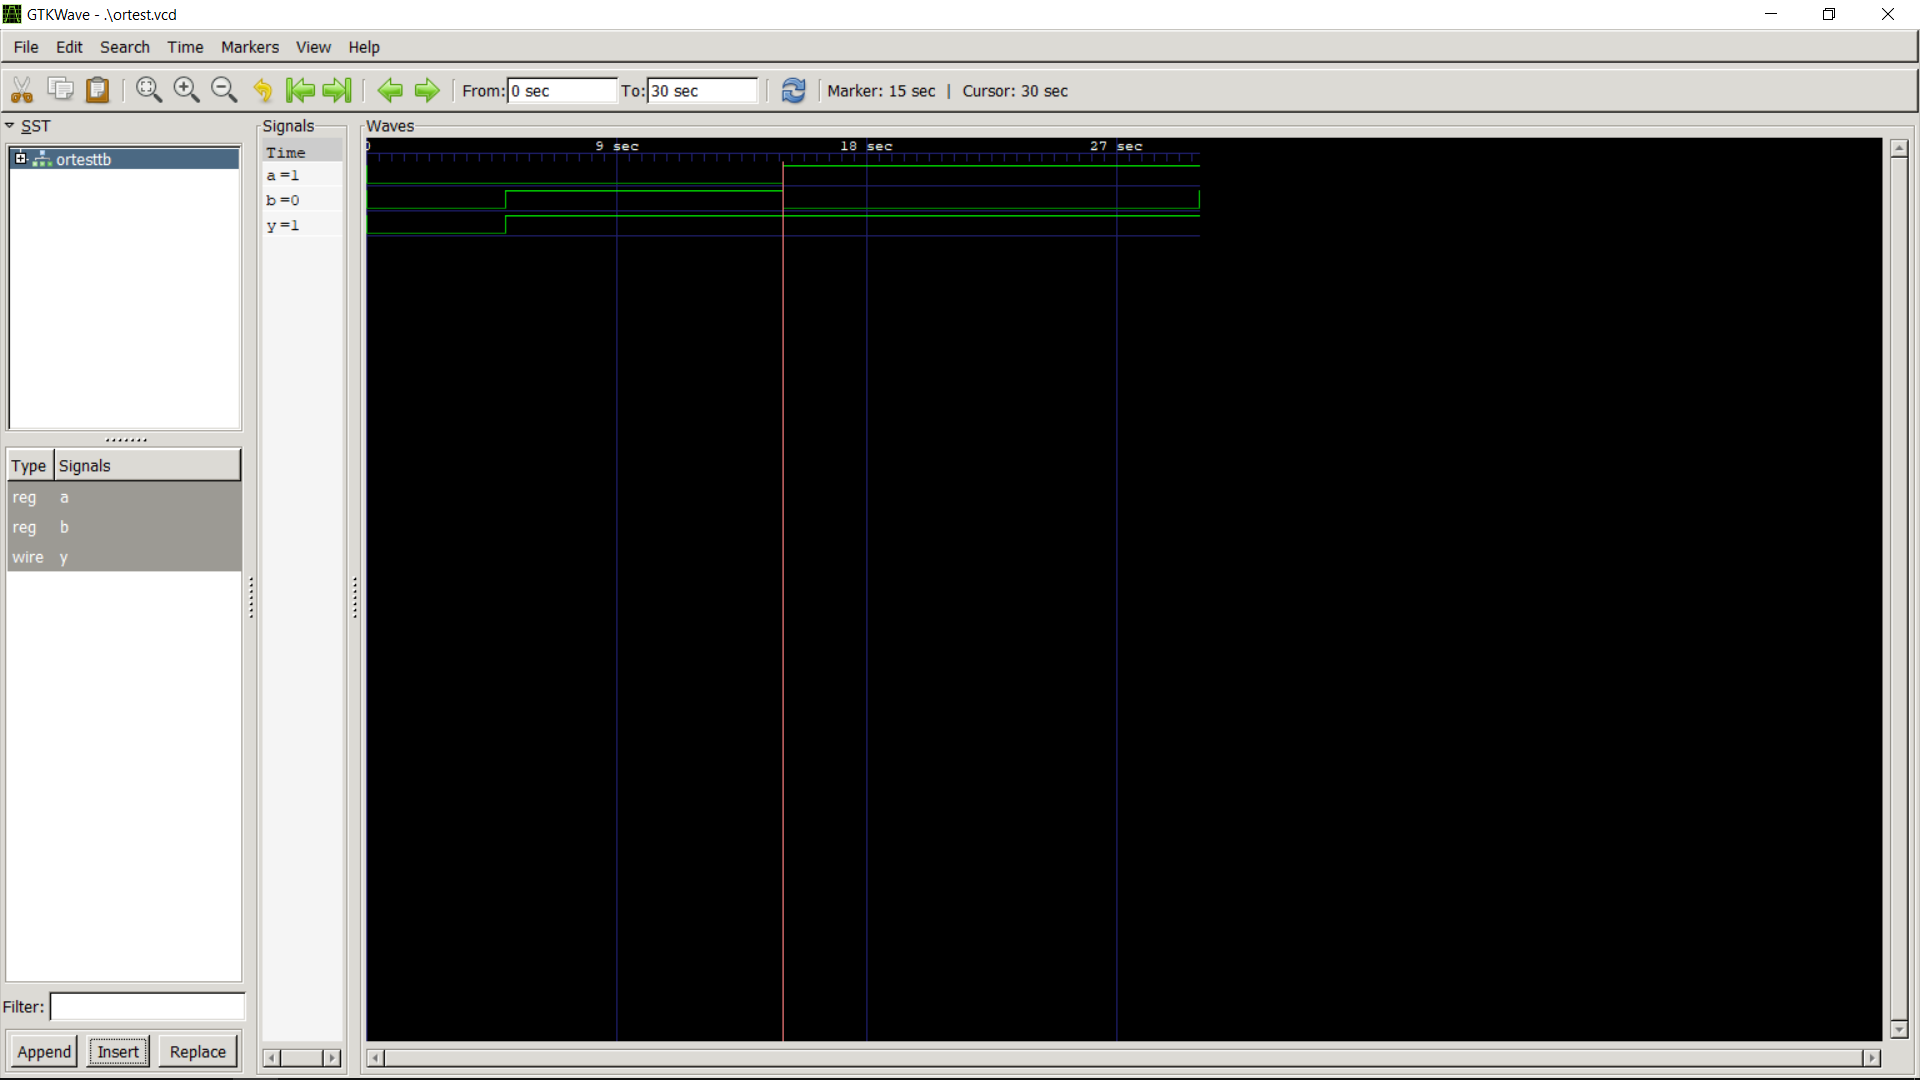 GTKWave - .\ortest.vcd
File Edit Search Time Markers View Help
From: 0 sec To: 30 sec Marker: 15 sec | Cursor: 30 sec
SST
ortesttb
Type Signals
reg a
reg b
wire y
Filter:
Append Insert Replace
Signals
Time
a =1
b =0
y =1
Waves
0 9 sec 18 sec 27 sec